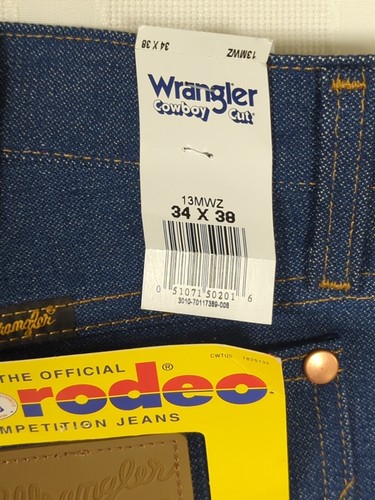 34 X 38
13MWZ
Wrangler
Cowboy Cut®
13MWZ
34 X 38
0 51071 50201 6
3010-70117389-008
Wrangler
THE OFFICIAL
rodeo®
MPETITION JEANS
Wrangler